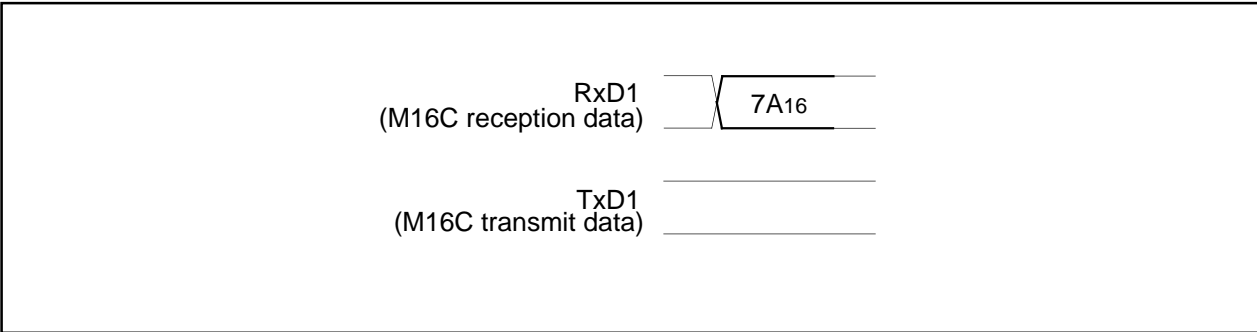 RxD1
(M16C reception data)
7A16
TxD1
(M16C transmit data)